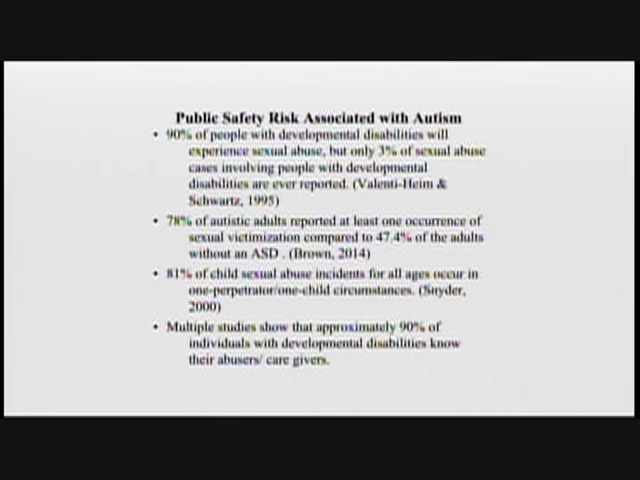 Public Safety Risk Associated with Autism
• 90% of people with developmental disabilities will
experience sexual abuse, but only 3% of sexual abuse
cases involving people with developmental
disabilities are ever reported. (Valenti-Heim &
Schwartz, 1995)
• 78% of autistic adults reported at least one occurrence of
sexual victimization compared to 47.4% of the adults
without an ASD . (Brown, 2014)
• 81% of child sexual abuse incidents for all ages occur in
one-perpetrator/one-child circumstances. (Snyder,
2000)
• Multiple studies show that approximately 90% of
individuals with developmental disabilities know
their abusers/ care givers.